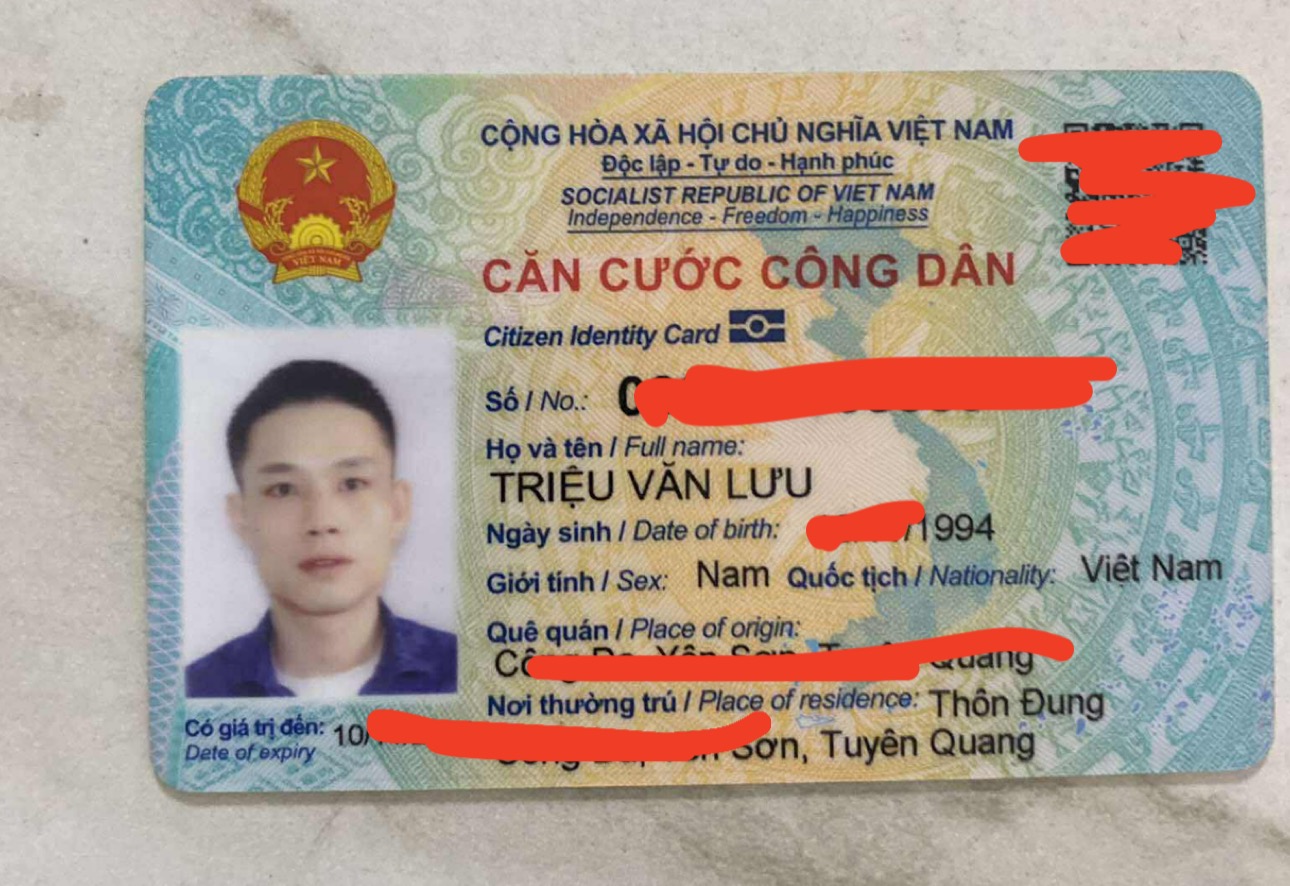 CỘNG HÒA XÃ HỘI CHỦ NGHĨA VIỆT NAM
Độc lập - Tự do - Hạnh phúc
SOCIALIST REPUBLIC OF VIET NAM
Independence - Freedom - Happiness
VIỆT NAM
CĂN CƯỚC CÔNG DÂN
Citizen Identity Card
Số / No.:
Họ và tên / Full name:
TRIỆU VĂN LƯU
Ngày sinh / Date of birth: /1994
Giới tính / Sex: Nam Quốc tịch / Nationality: Việt Nam
Quê quán / Place of origin:
Quang
Nơi thường trú / Place of residence: Thôn Đung
Sơn, Tuyên Quang
Có giá trị đến: 10/
Date of expiry